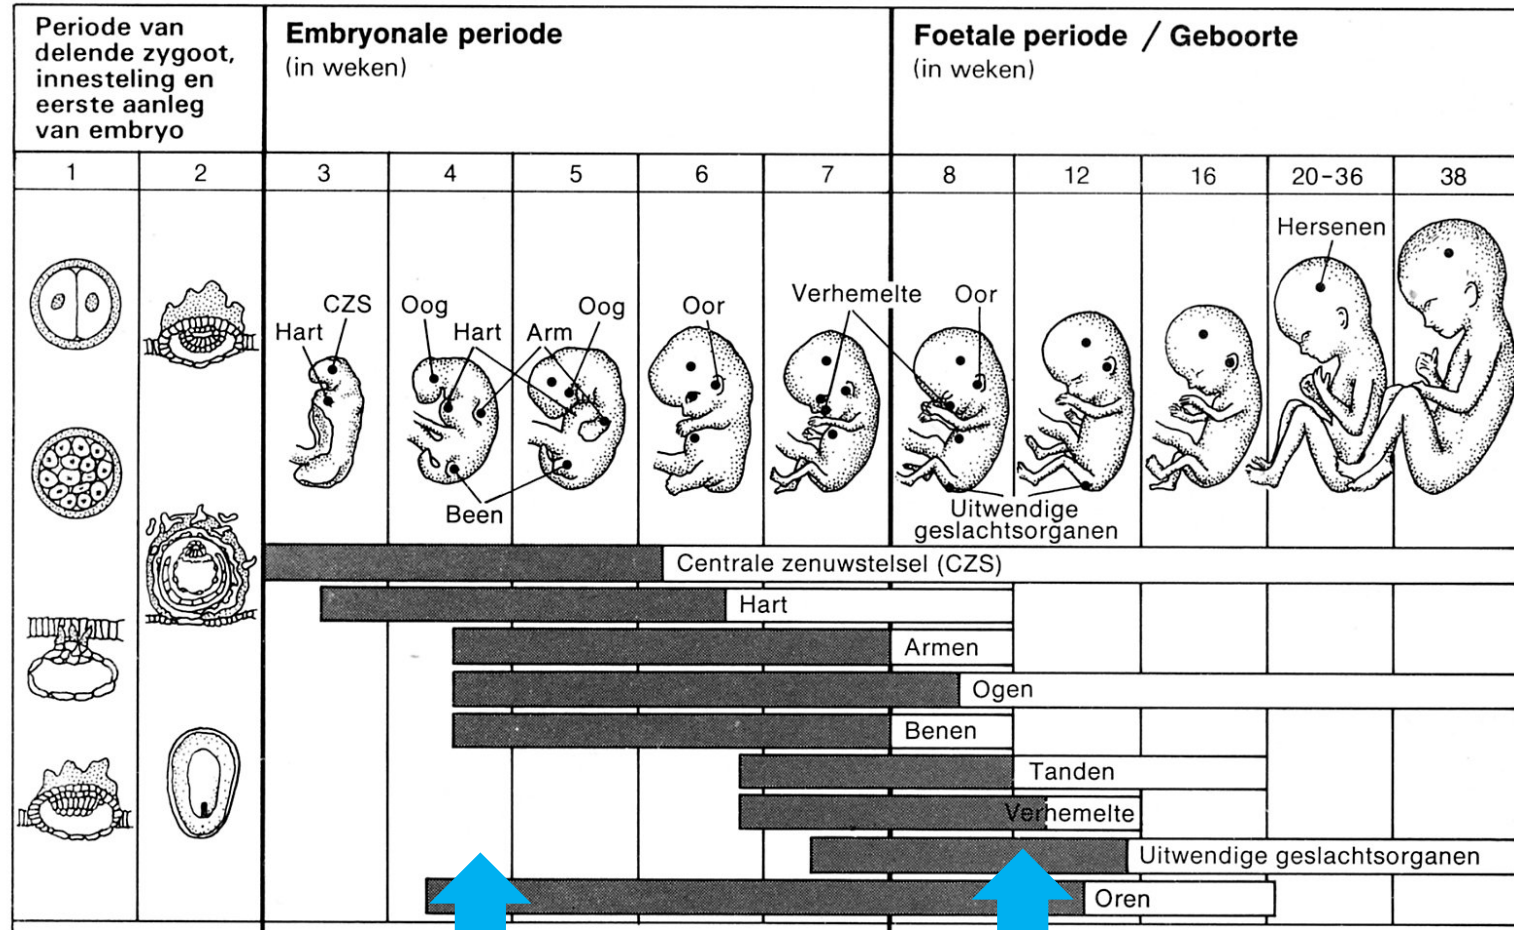 Periode van
delende zygoot,
innesteling en
eerste aanleg
van embryo
Embryonale periode
(in weken)
Foetale periode / Geboorte
(in weken)
1 2 3 4 5 6 7 8 12 16 20-36 38
Hersenen
CZS
Hart
Oog
Hart
Arm
Oog
Oor
Verhemelte
Oor
Been
Uitwendige
geslachtsorganen
Centrale zenuwstelsel (CZS)
Hart
Armen
Ogen
Benen
Tanden
Verhemelte
Uitwendige geslachtsorganen
Oren